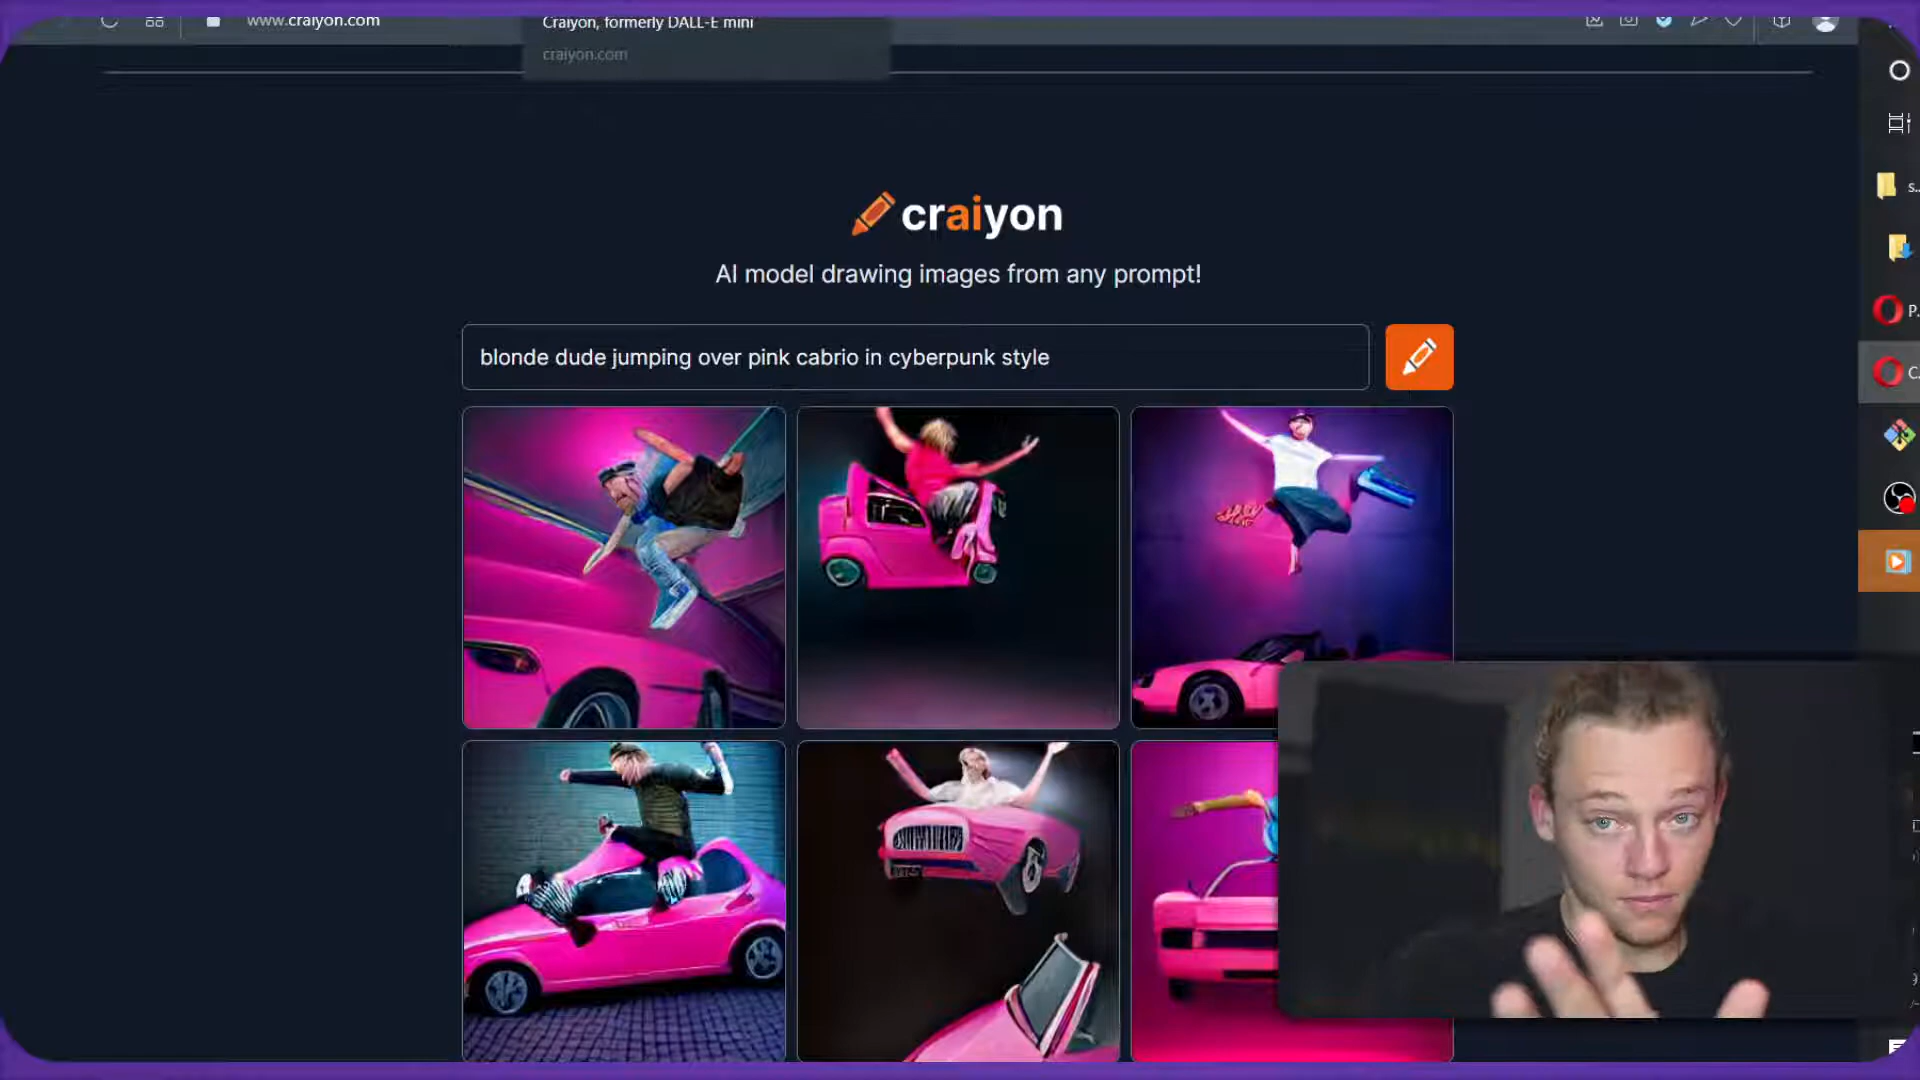 www.craiyon.com
Craiyon, formerly DALL-E mini
craiyon.com
craiyon
AI model drawing images from any prompt!
blonde dude jumping over pink cabrio in cyberpunk style
s...
P.
C.